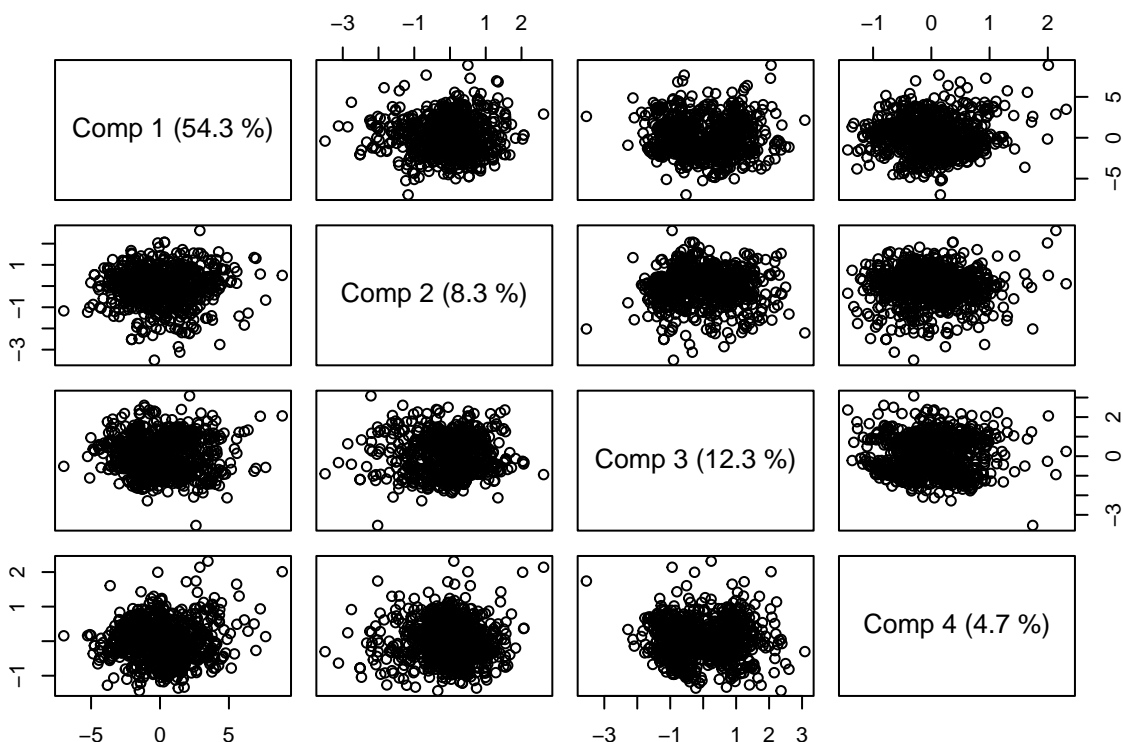 −3 −1 0 1 2 −1 0 1 2
Comp 1 (54.3 %)
−5 0 5
−3 −1 1
Comp 2 (8.3 %)
Comp 3 (12.3 %)
−3 0 2
−1 0 1 2
Comp 4 (4.7 %)
−5 0 5 −3 −1 0 1 2 3